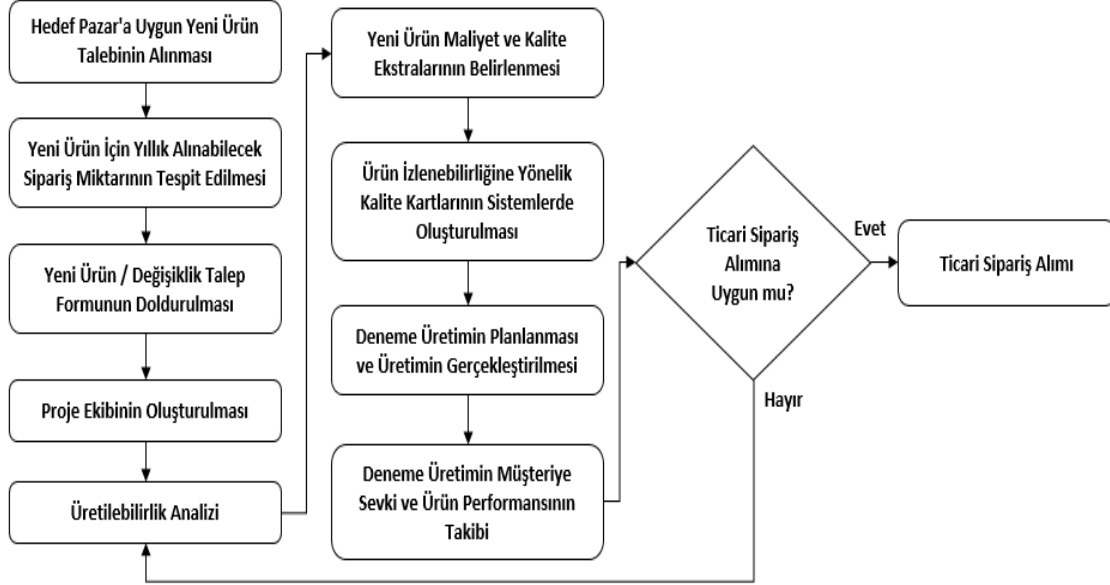 Hedef Pazar'a Uygun Yeni Ürün
Talebinin Alınması
Yeni Ürün İçin Yıllık Alınabilecek
Sipariş Miktarının Tespit Edilmesi
Yeni Ürün / Değişiklik Talep
Formunun Doldurulması
Proje Ekibinin Oluşturulması
Üretilebilirlik Analizi
Yeni Ürün Maliyet ve Kalite
Ekstralarının Belirlenmesi
Ürün İzlenebilirliğine Yönelik
Kalite Kartlarının Sistemlerde
Oluşturulması
Deneme Üretimin Planlanması
ve Üretimin Gerçekleştirilmesi
Deneme Üretimin Müşteriye
Sevki ve Ürün Performansının
Takibi
Ticari Sipariş
Alımına
Uygun mu?
Evet
Ticari Sipariş Alımı
Hayır